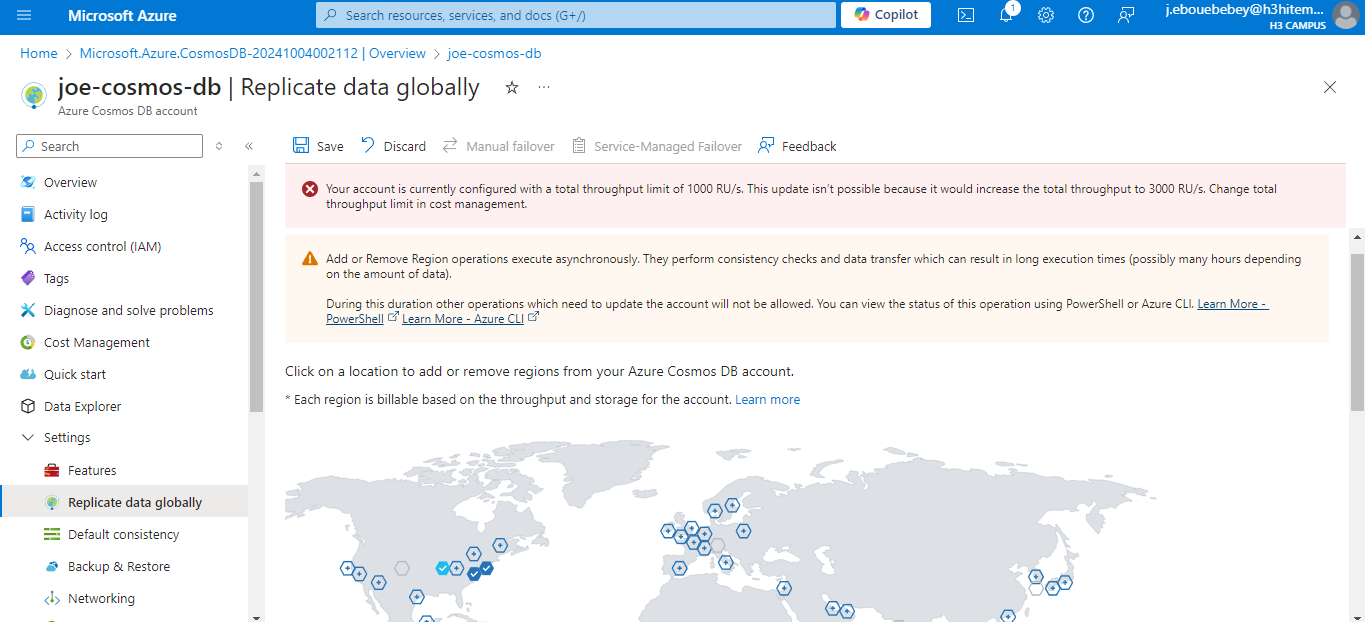 Microsoft Azure
Search resources, services, and docs (G+/)
Copilot
1
j.ebouebebey@h3hitem...
H3 CAMPUS
Home > Microsoft.Azure.CosmosDB-20241004002112 | Overview > joe-cosmos-db
joe-cosmos-db | Replicate data globally
Azure Cosmos DB account
Search
Save
Discard
Manual failover
Service-Managed Failover
Feedback
Overview
Activity log
Access control (IAM)
Tags
Diagnose and solve problems
Cost Management
Quick start
Data Explorer
Settings
Features
Replicate data globally
Default consistency
Backup & Restore
Networking
Your account is currently configured with a total throughput limit of 1000 RU/s. This update isn't possible because it would increase the total throughput to 3000 RU/s. Change total
throughput limit in cost management.
Add or Remove Region operations execute asynchronously. They perform consistency checks and data transfer which can result in long execution times (possibly many hours depending
on the amount of data).
During this duration other operations which need to update the account will not be allowed. You can view the status of this operation using PowerShell or Azure CLI. Learn More -
PowerShell Learn More - Azure CLI
Click on a location to add or remove regions from your Azure Cosmos DB account.
* Each region is billable based on the throughput and storage for the account. Learn more